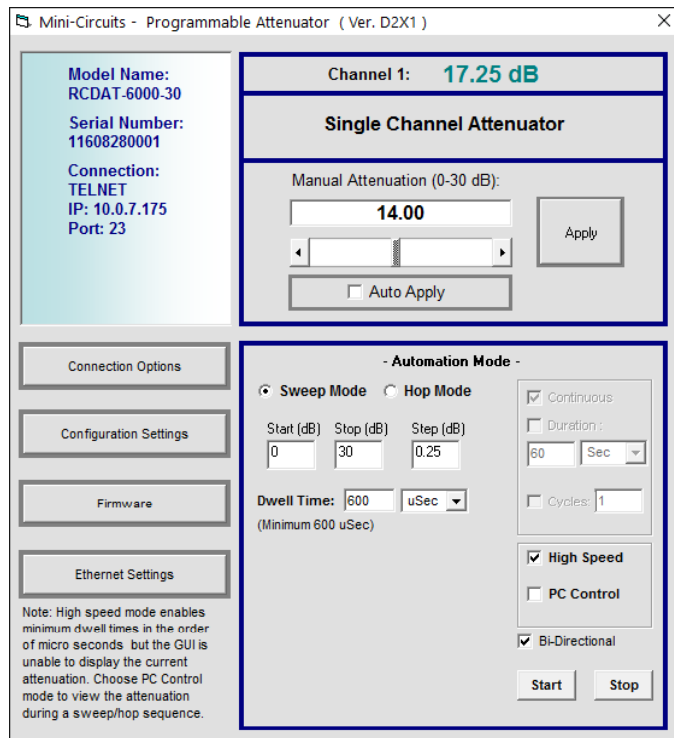 Mini-Circuits - Programmable Attenuator ( Ver. D2X1 )
Model Name:
RCDAT-6000-30
Serial Number:
11608280001
Connection:
TELNET
IP: 10.0.7.175
Port: 23
Channel 1: 17.25 dB
Single Channel Attenuator
Manual Attenuation (0-30 dB):
14.00
Apply
Auto Apply
Connection Options
Configuration Settings
Firmware
Ethernet Settings
Note: High speed mode enables
minimum dwell times in the order
of micro seconds but the GUI is
unable to display the current
attenuation. Choose PC Control
mode to view the attenuation
during a sweep/hop sequence.
- Automation Mode -
Sweep Mode Hop Mode
Start (dB) Stop (dB) Step (dB)
0 30 0.25
Dwell Time: 600 uSec
(Minimum 600 uSec)
Continuous
Duration :
60 Sec
Cycles: 1
High Speed
PC Control
Bi-Directional
Start Stop